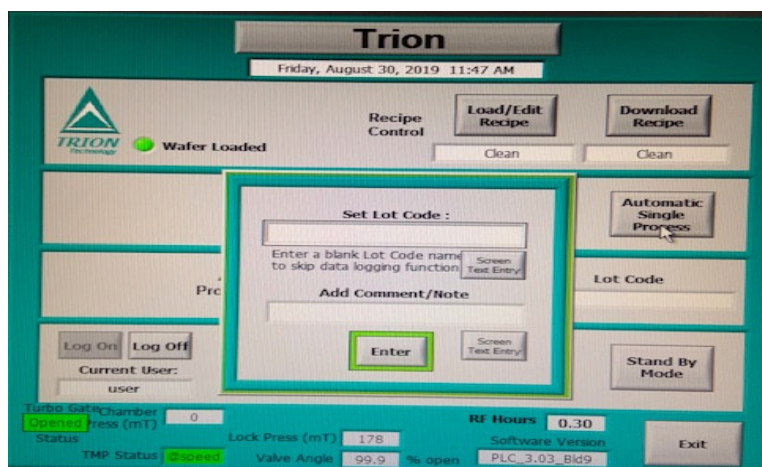 Trion
Friday, August 30, 2019 11:47 AM
TRION
Technology
Wafer Loaded
Recipe
Control
Load/Edit
Recipe
Download
Recipe
Clean
Clean
Set Lot Code :
Enter a blank Lot Code name
to skip data logging function
Screen
Text Entry
Add Comment/Note
Enter
Screen
Text Entry
Automatic
Single
Process
Lot Code
Log On
Log Off
Current User:
user
Stand By
Mode
Turbo Gate
Opened
Status
Chamber
Press (mT)
0
TMP Status
@speed
Lock Press (mT)
178
Valve Angle
99.9
% open
RF Hours
0.30
Software Version
PLC_3.03_Bld9
Exit